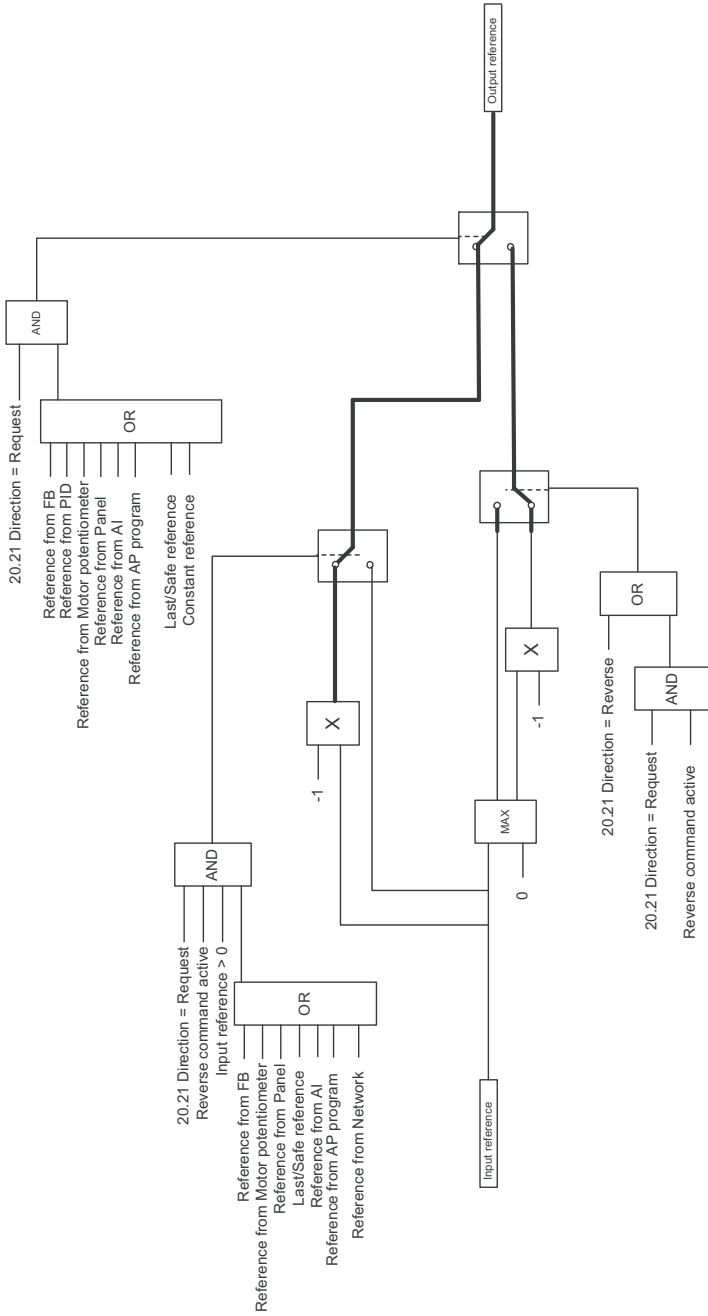 20.21 Direction = Request
Reference from FB
Reference from PID
Reference from Motor potentiometer
Reference from Panel
Reference from AI
Reference from AP program
Last/Safe reference
Constant reference
OR
AND
20.21 Direction = Request
Reverse command active
Input reference > 0
Reference from FB
Reference from Motor potentiometer
Reference from Panel
Last/Safe reference
Reference from AI
Reference from AP program
Reference from Network
OR
AND
-1
X
Input reference
0
MAX
-1
X
20.21 Direction = Reverse
20.21 Direction = Request
Reverse command active
AND
OR
Output reference